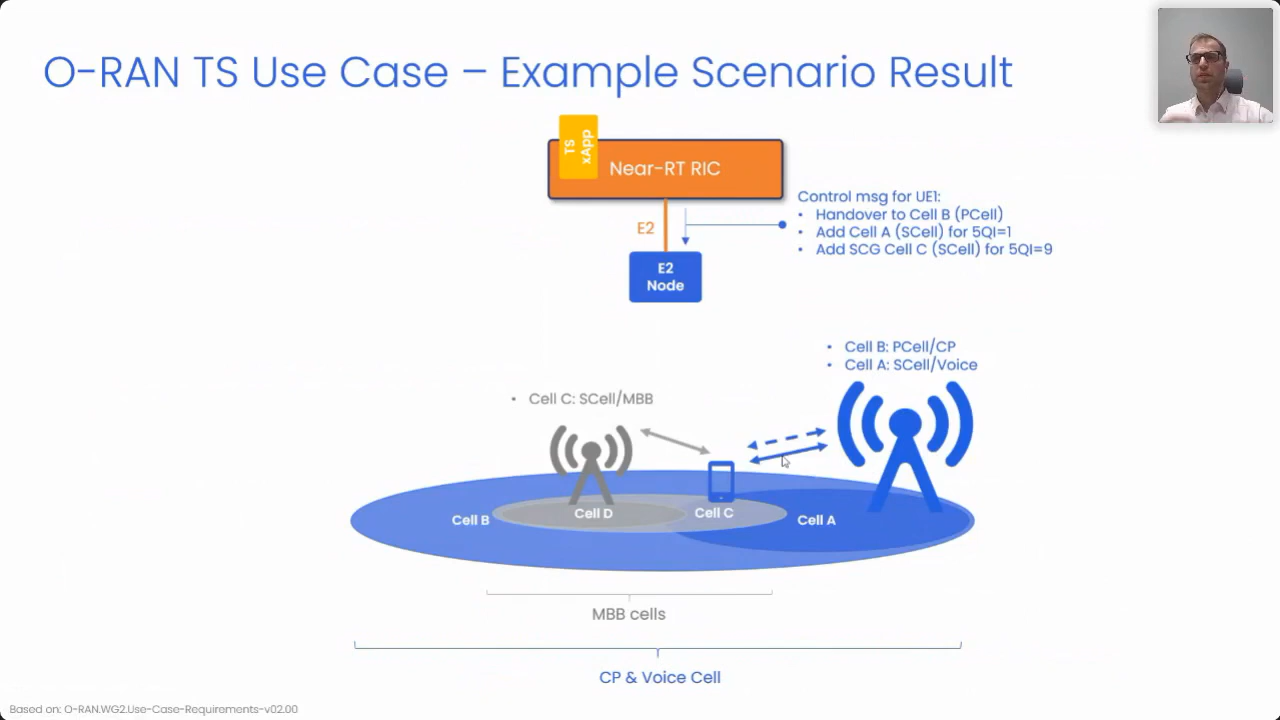 O-RAN TS Use Case – Example Scenario Result
TS
xApp
Near-RT RIC
E2
E2
Node
Control msg for UE1:
• Handover to Cell B (PCell)
• Add Cell A (SCell) for 5QI=1
• Add SCG Cell C (SCell) for 5QI=9
• Cell B: PCell/CP
• Cell A: SCell/Voice
• Cell C: SCell/MBB
Cell B
Cell D
Cell C
Cell A
MBB cells
CP & Voice Cell
Based on: O-RAN.WG2.Use-Case-Requirements-v02.00